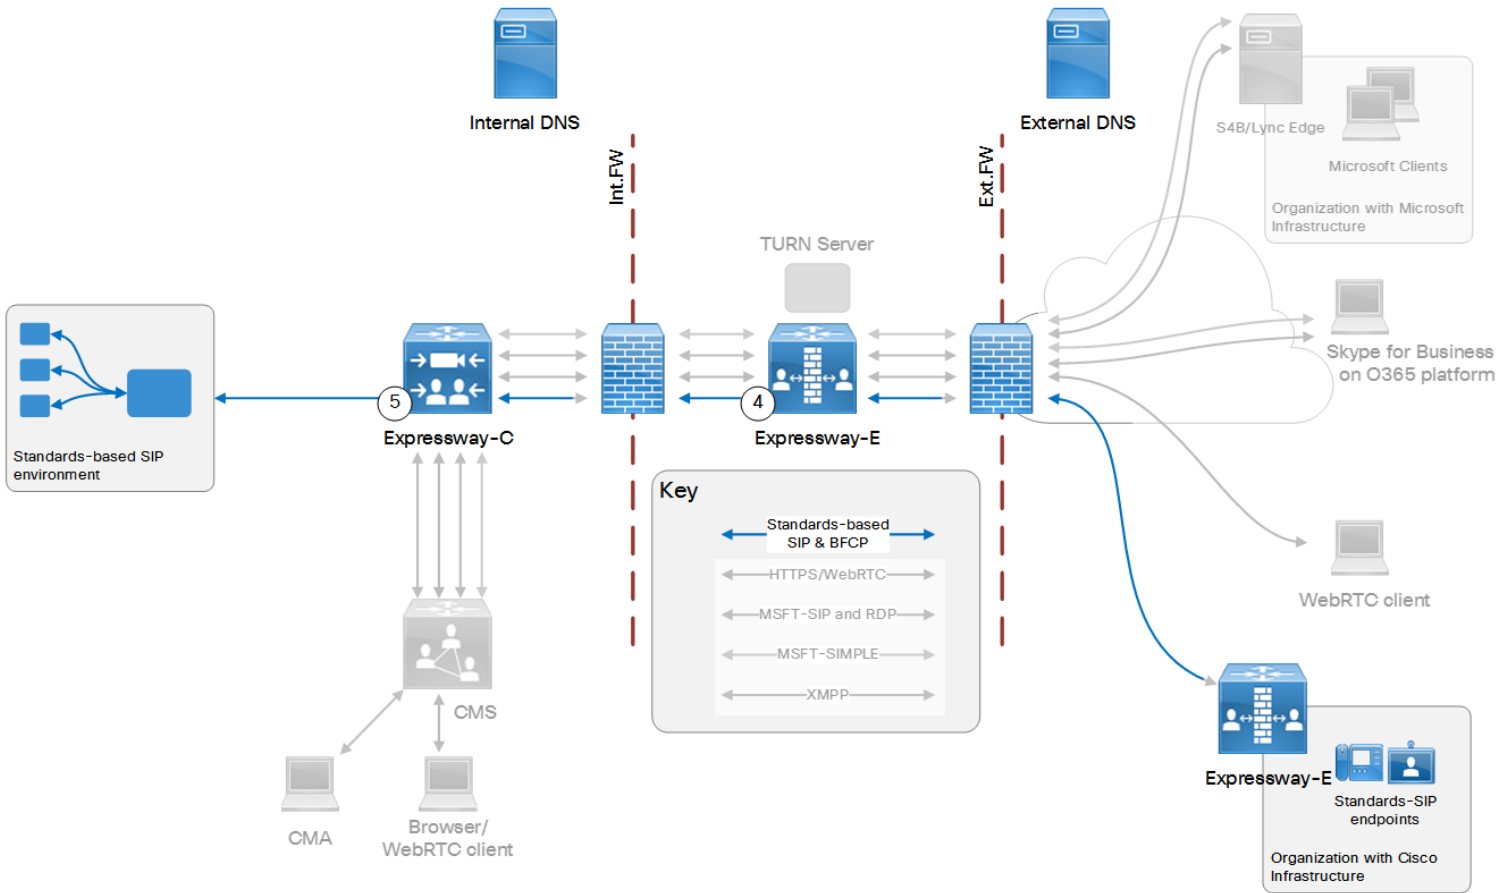 Internal DNS
External DNS
S4B/Lync Edge
Microsoft Clients
Organization with Microsoft
Infrastructure
Int.FW
Ext.FW
TURN Server
Skype for Business
on O365 platform
Standards-based SIP
environment
5
Expressway-C
4
Expressway-E
Key
Standards-based
SIP & BFCP
HTTPS/WebRTC
MSFT-SIP and RDP
MSFT-SIMPLE
XMPP
WebRTC client
CMS
CMA
Browser/
WebRTC client
Expressway-E
Standards-SIP
endpoints
Organization with Cisco
Infrastructure